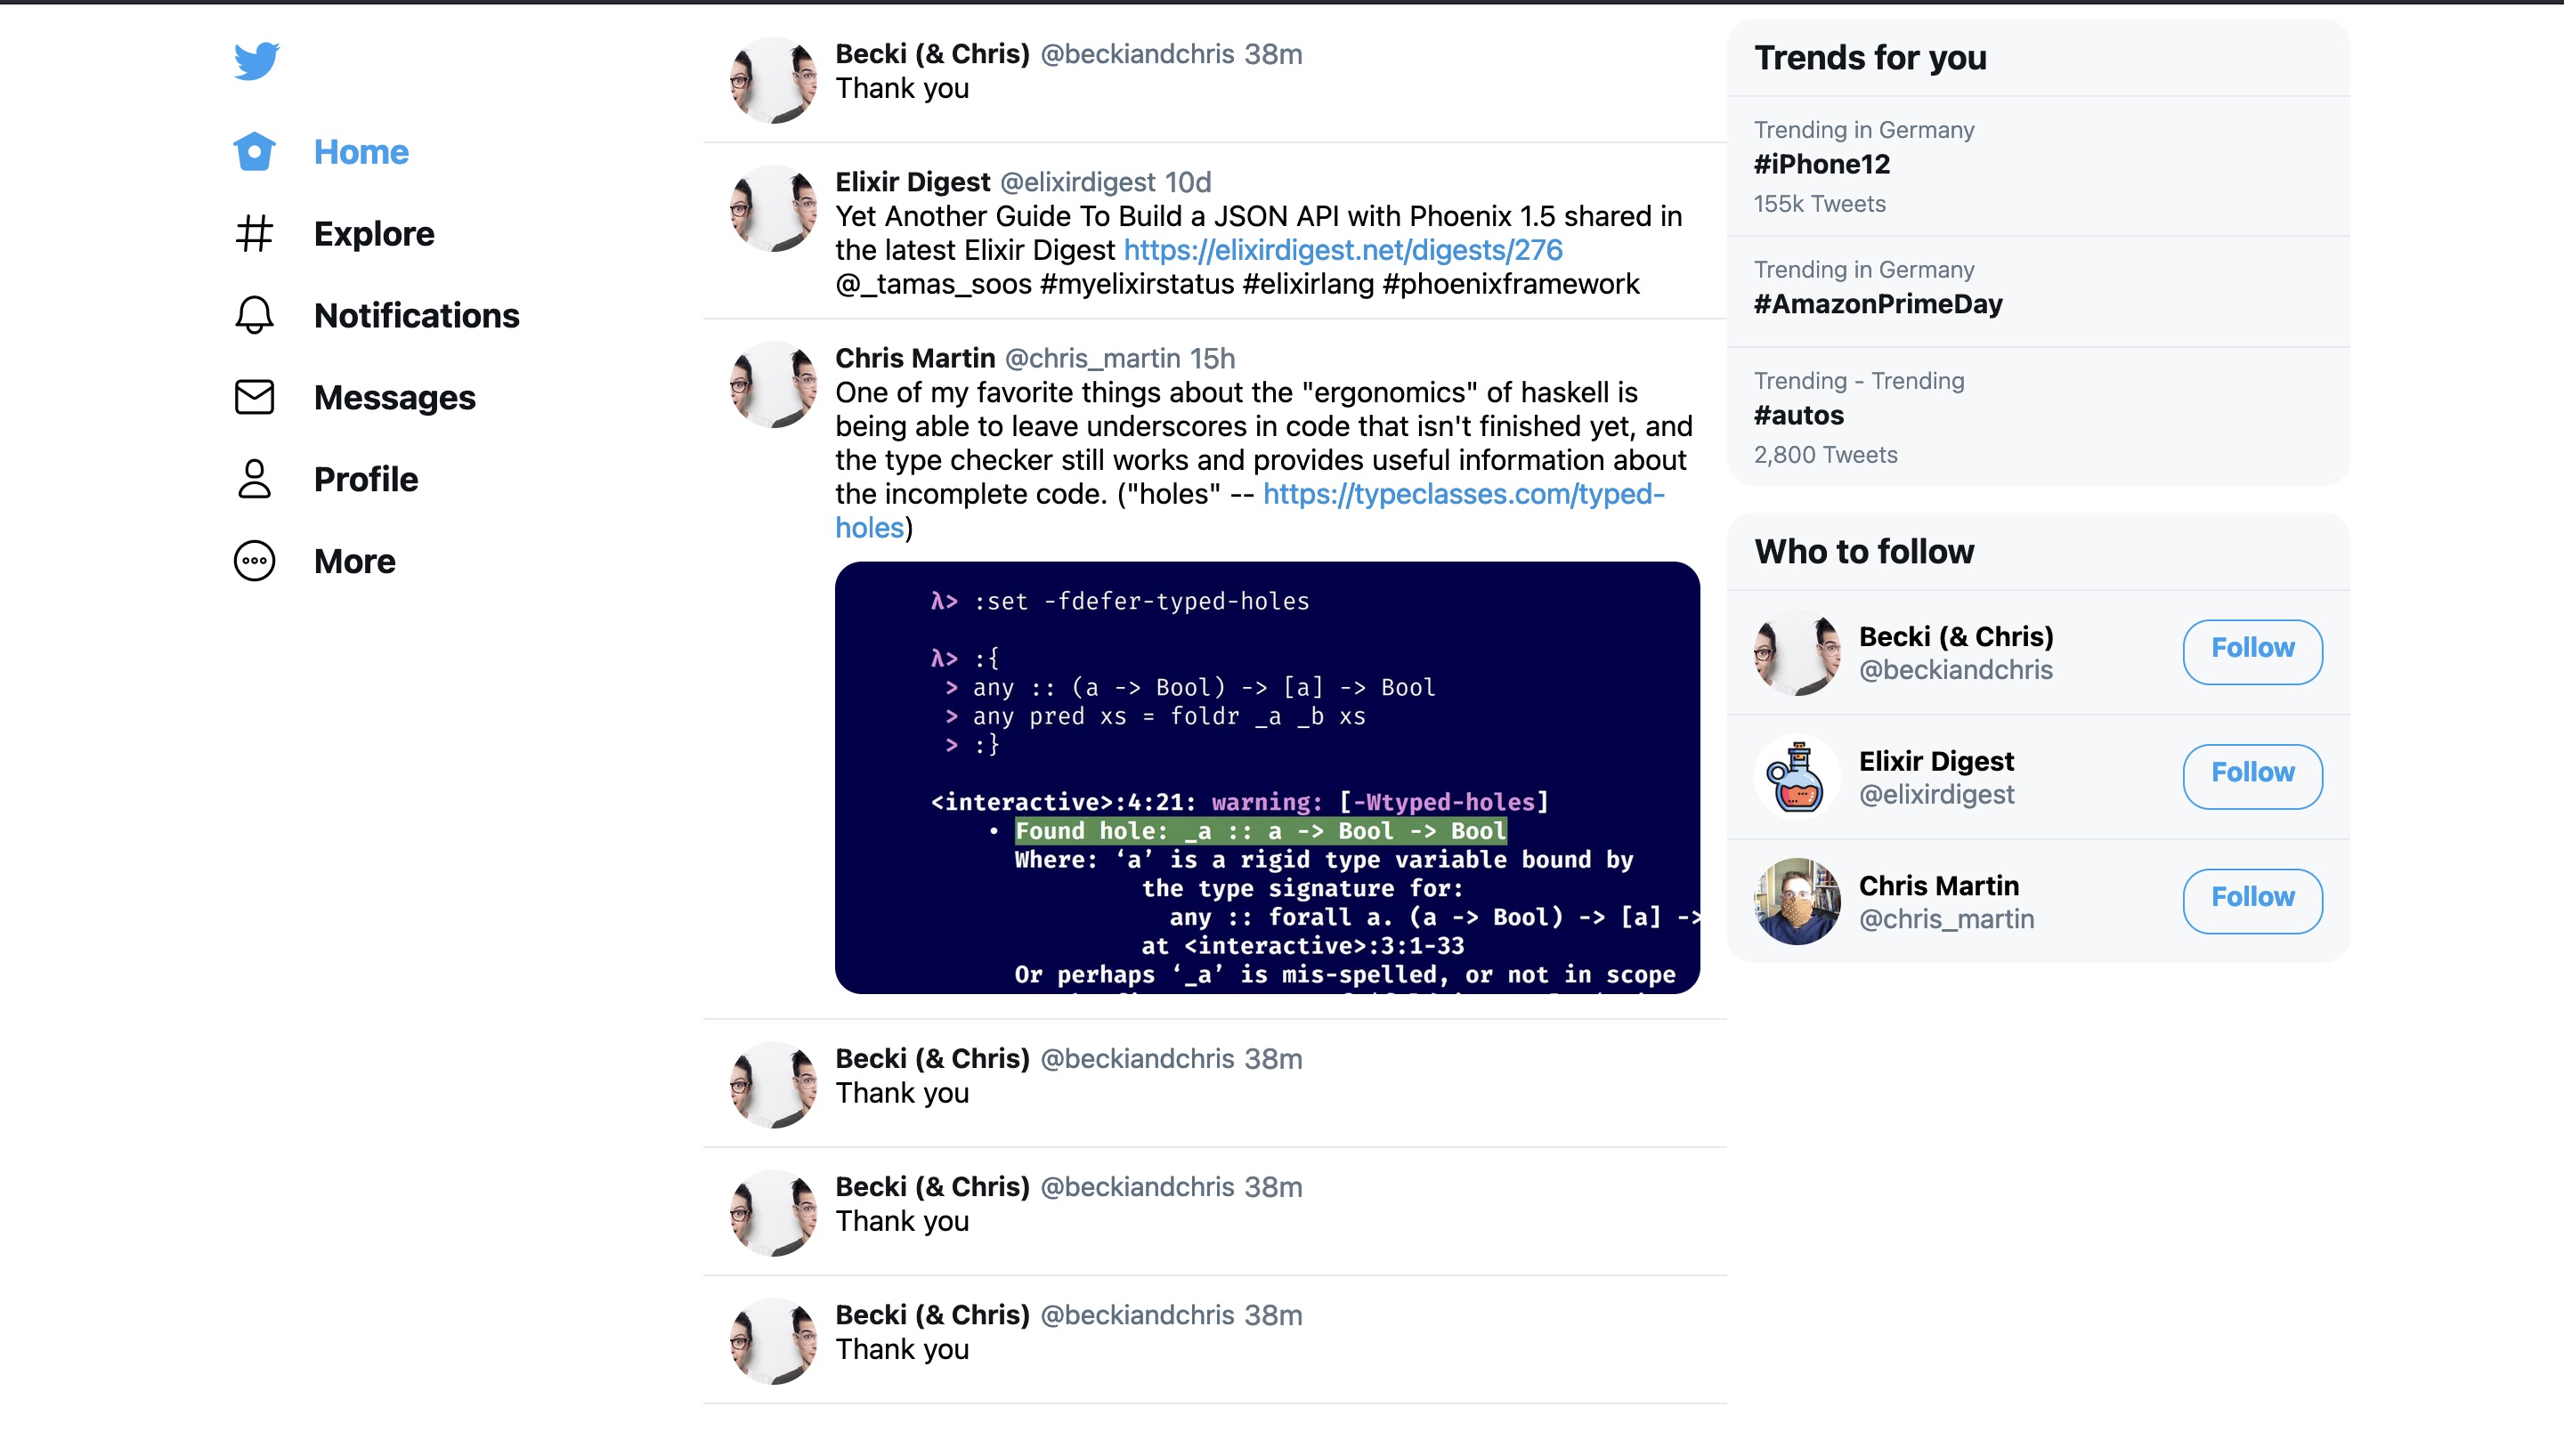 Home
Explore
Notifications
Messages
Profile
More
Becki (& Chris) @beckiandchris 38m
Thank you
Elixir Digest @elixirdigest 10d
Yet Another Guide To Build a JSON API with Phoenix 1.5 shared in
the latest Elixir Digest https://elixirdigest.net/digests/276
@_tamas_soos #myelixirstatus #elixirlang #phoenixframework
Chris Martin @chris_martin 15h
One of my favorite things about the "ergonomics" of haskell is
being able to leave underscores in code that isn't finished yet, and
the type checker still works and provides useful information about
the incomplete code. ("holes" -- https://typeclasses.com/typed-
holes)
λ> :set -fdefer-typed-holes
λ> :{
> any :: (a -> Bool) -> [a] -> Bool
> any pred xs = foldr _a _b xs
> :}
<interactive>:4:21: warning: [-Wtyped-holes]
• Found hole: _a :: a -> Bool -> Bool
Where: ‘a’ is a rigid type variable bound by
the type signature for:
any :: forall a. (a -> Bool) -> [a] ->
at <interactive>:3:1-33
Or perhaps ‘_a’ is mis-spelled, or not in scope
Becki (& Chris) @beckiandchris 38m
Thank you
Becki (& Chris) @beckiandchris 38m
Thank you
Becki (& Chris) @beckiandchris 38m
Thank you
Trends for you
Trending in Germany
#iPhone12
155k Tweets
Trending in Germany
#AmazonPrimeDay
Trending - Trending
#autos
2,800 Tweets
Who to follow
Becki (& Chris)
@beckiandchris
Follow
Elixir Digest
@elixirdigest
Follow
Chris Martin
@chris_martin
Follow